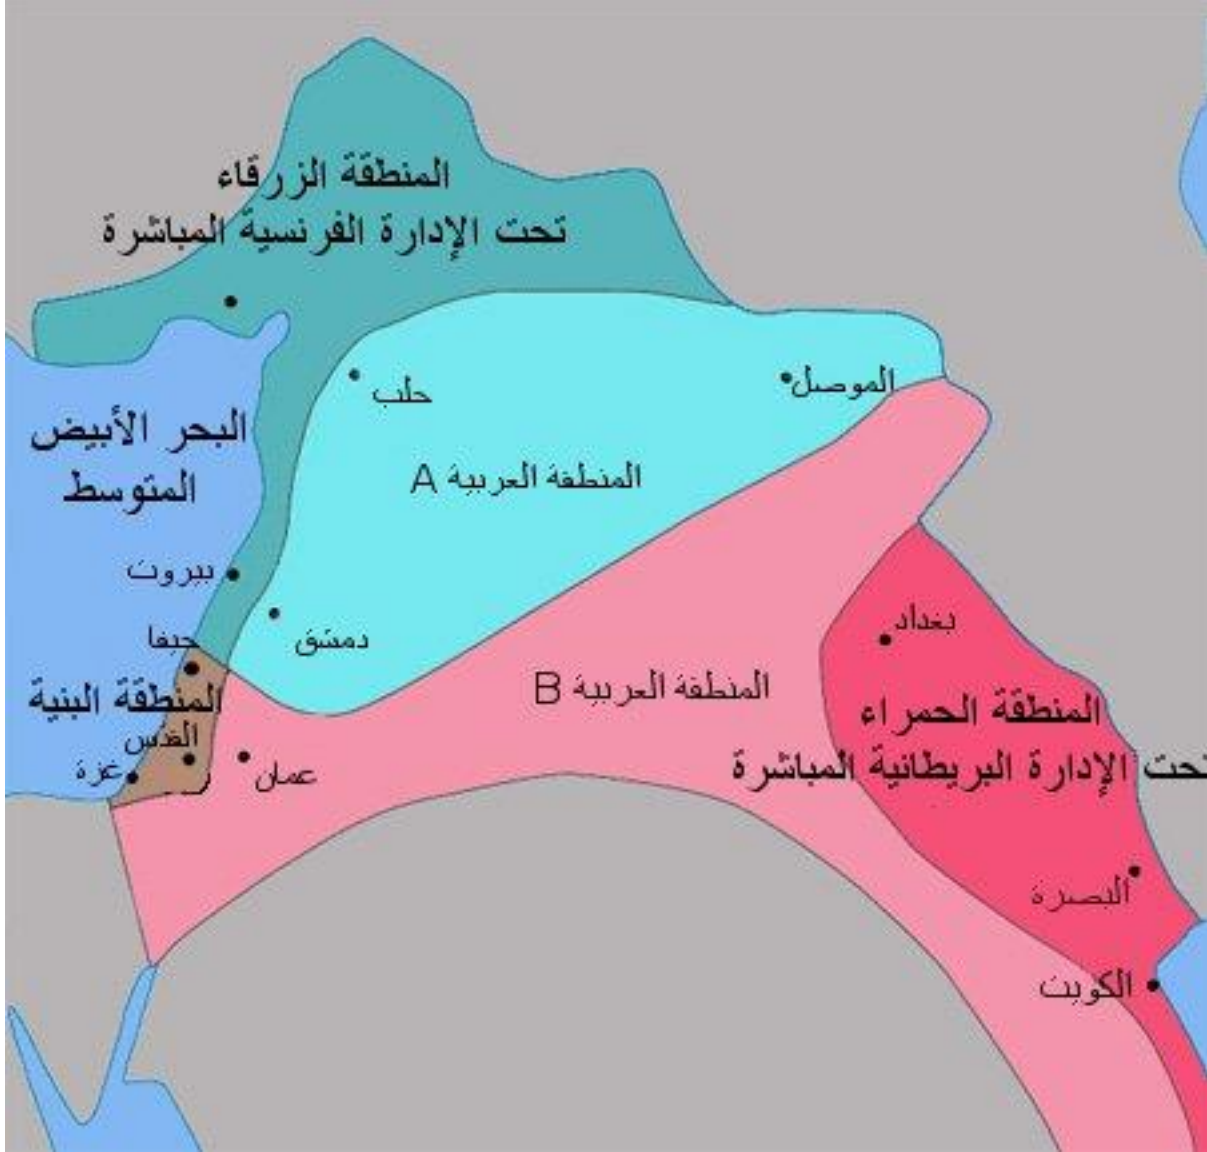 المنطقة الزرقاء
تحت الإدارة الفرنسية المباشرة
حلب
الموصل
البحر الأبيض
المتوسط
المنطقة العربية A
بيروت
دمشق
حيفا
بغداد
المنطقة العربية B
المنطقة البنية
المنطقة الحمراء
تحت الإدارة البريطانية المباشرة
القدس
غزة
عمان
البصرة
الكويت